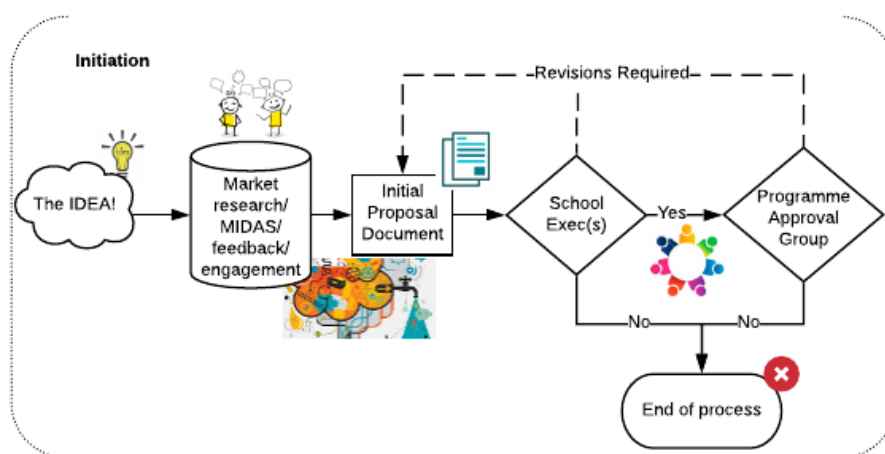 Initiation
Revisions Required
The IDEA!
Market
research/
MIDAS/
feedback/
engagement
Initial
Proposal
Document
School
Exec(s)
Yes
Programme
Approval
Group
No
No
End of process